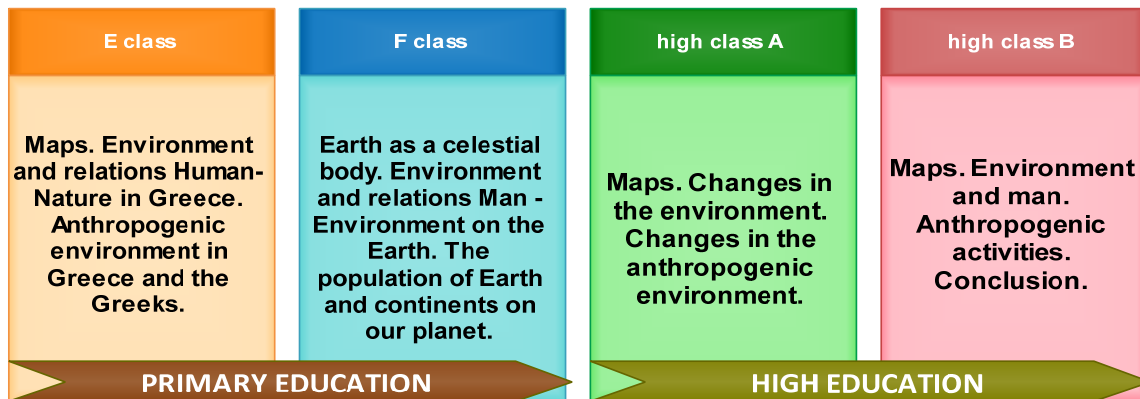 E class
Maps. Environment
and relations Human-
Nature in Greece.
Anthropogenic
environment in
Greece and the
Greeks.
F class
Earth as a celestial
body. Environment
and relations Man -
Environment on the
Earth. The
population of Earth
and continents on
our planet.
high class A
Maps. Changes in
the environment.
Changes in the
anthropogenic
environment.
high class B
Maps. Environment
and man.
Anthropogenic
activities.
Conclusion.
PRIMARY EDUCATION
HIGH EDUCATION